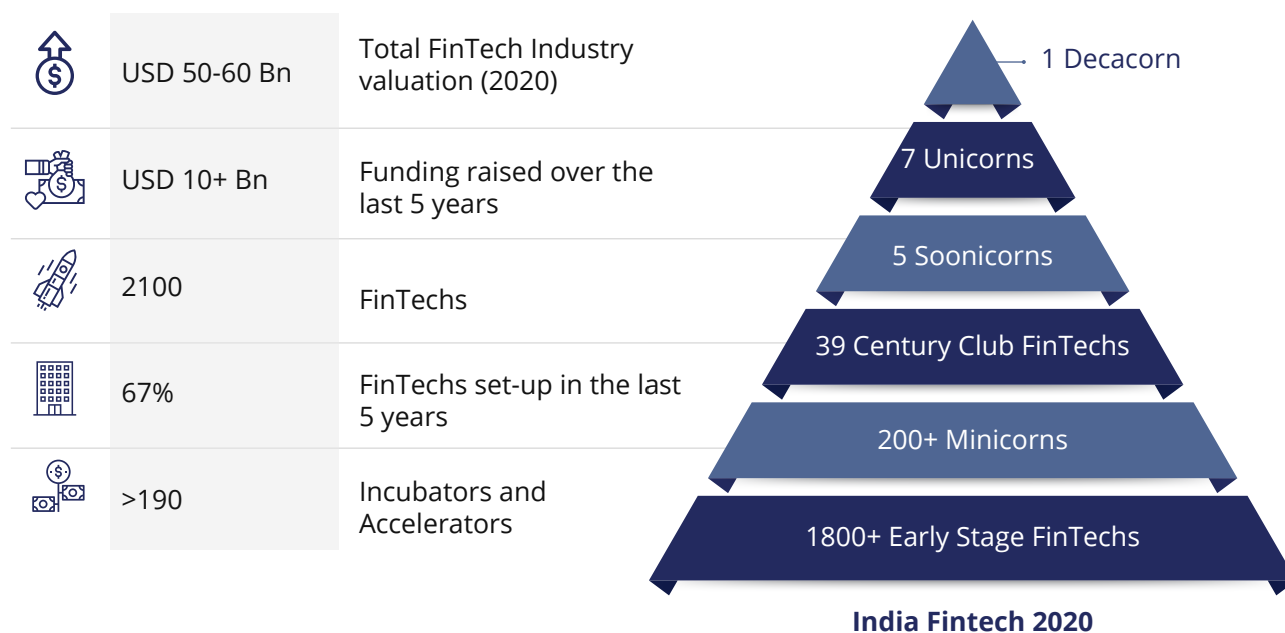 USD 50-60 Bn
Total FinTech Industry
valuation (2020)
USD 10+ Bn
Funding raised over the
last 5 years
2100
FinTechs
67%
FinTechs set-up in the last
5 years
>190
Incubators and
Accelerators
1 Decacorn
7 Unicorns
5 Soonicorns
39 Century Club FinTechs
200+ Minicorns
1800+ Early Stage FinTechs
India Fintech 2020